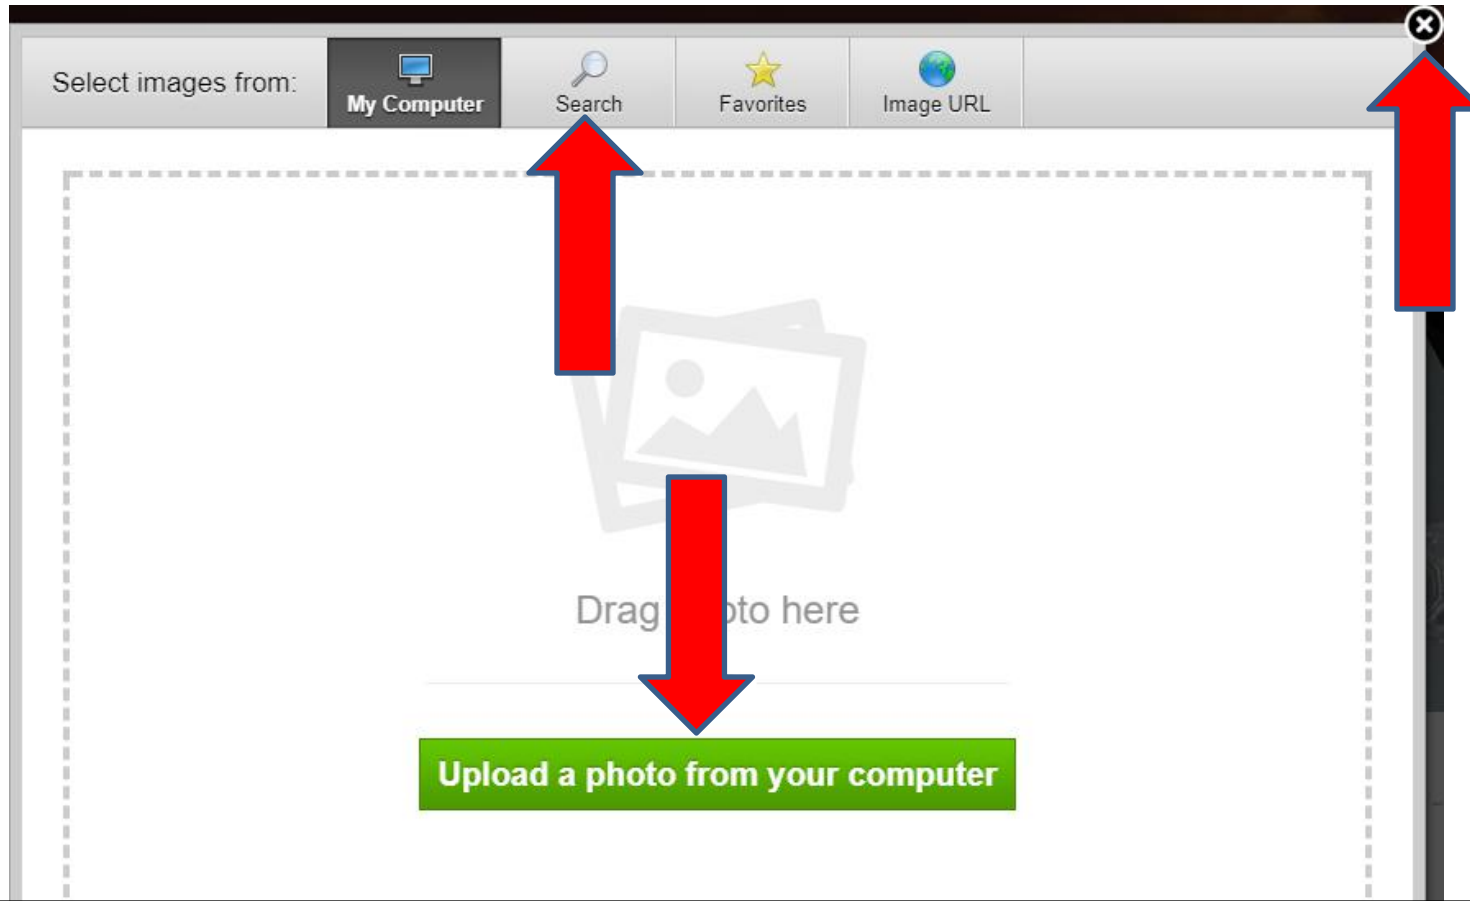 Select images from:
My Computer
Search
Favorites
Image URL
Drag oto here
Upload a photo from your computer